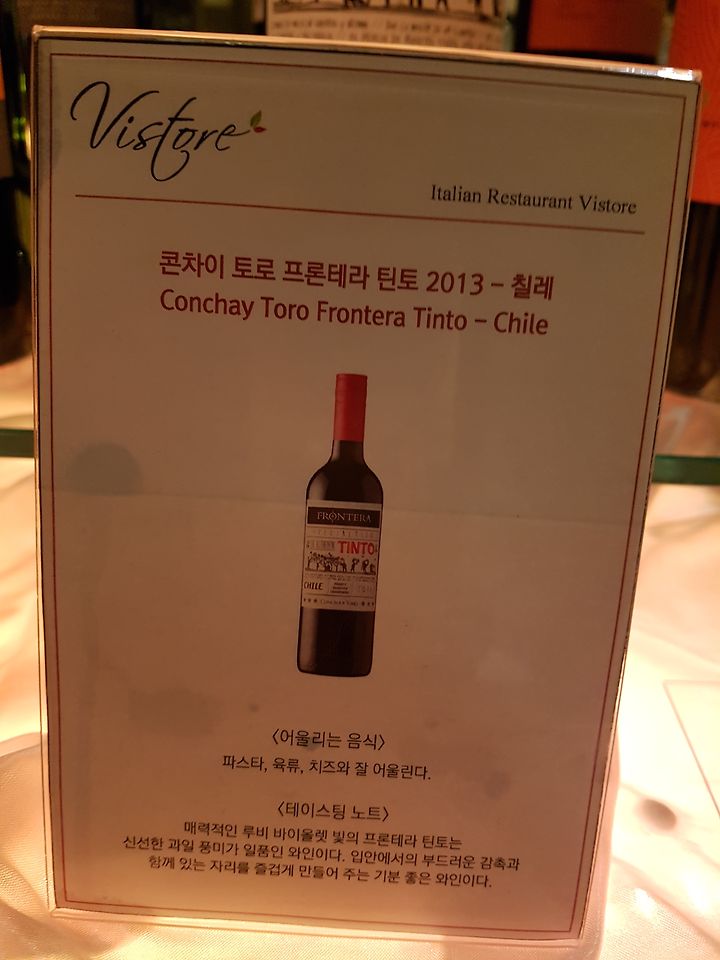 Vistore
Italian Restaurant Vistore
콘차이 토로 프론테라 틴토 2013 – 칠레
Conchay Toro Frontera Tinto – Chile
FRONTERA
TINTO
CHILE
〈어울리는 음식〉
파스타, 육류, 치즈와 잘 어울린다.
〈테이스팅 노트〉
매력적인 루비 바이올렛 빛의 프론테라 틴토는
신선한 과일 풍미가 일품인 와인이다. 입안에서의 부드러운 감촉과
함께 있는 자리를 즐겁게 만들어 주는 기분 좋은 와인이다.